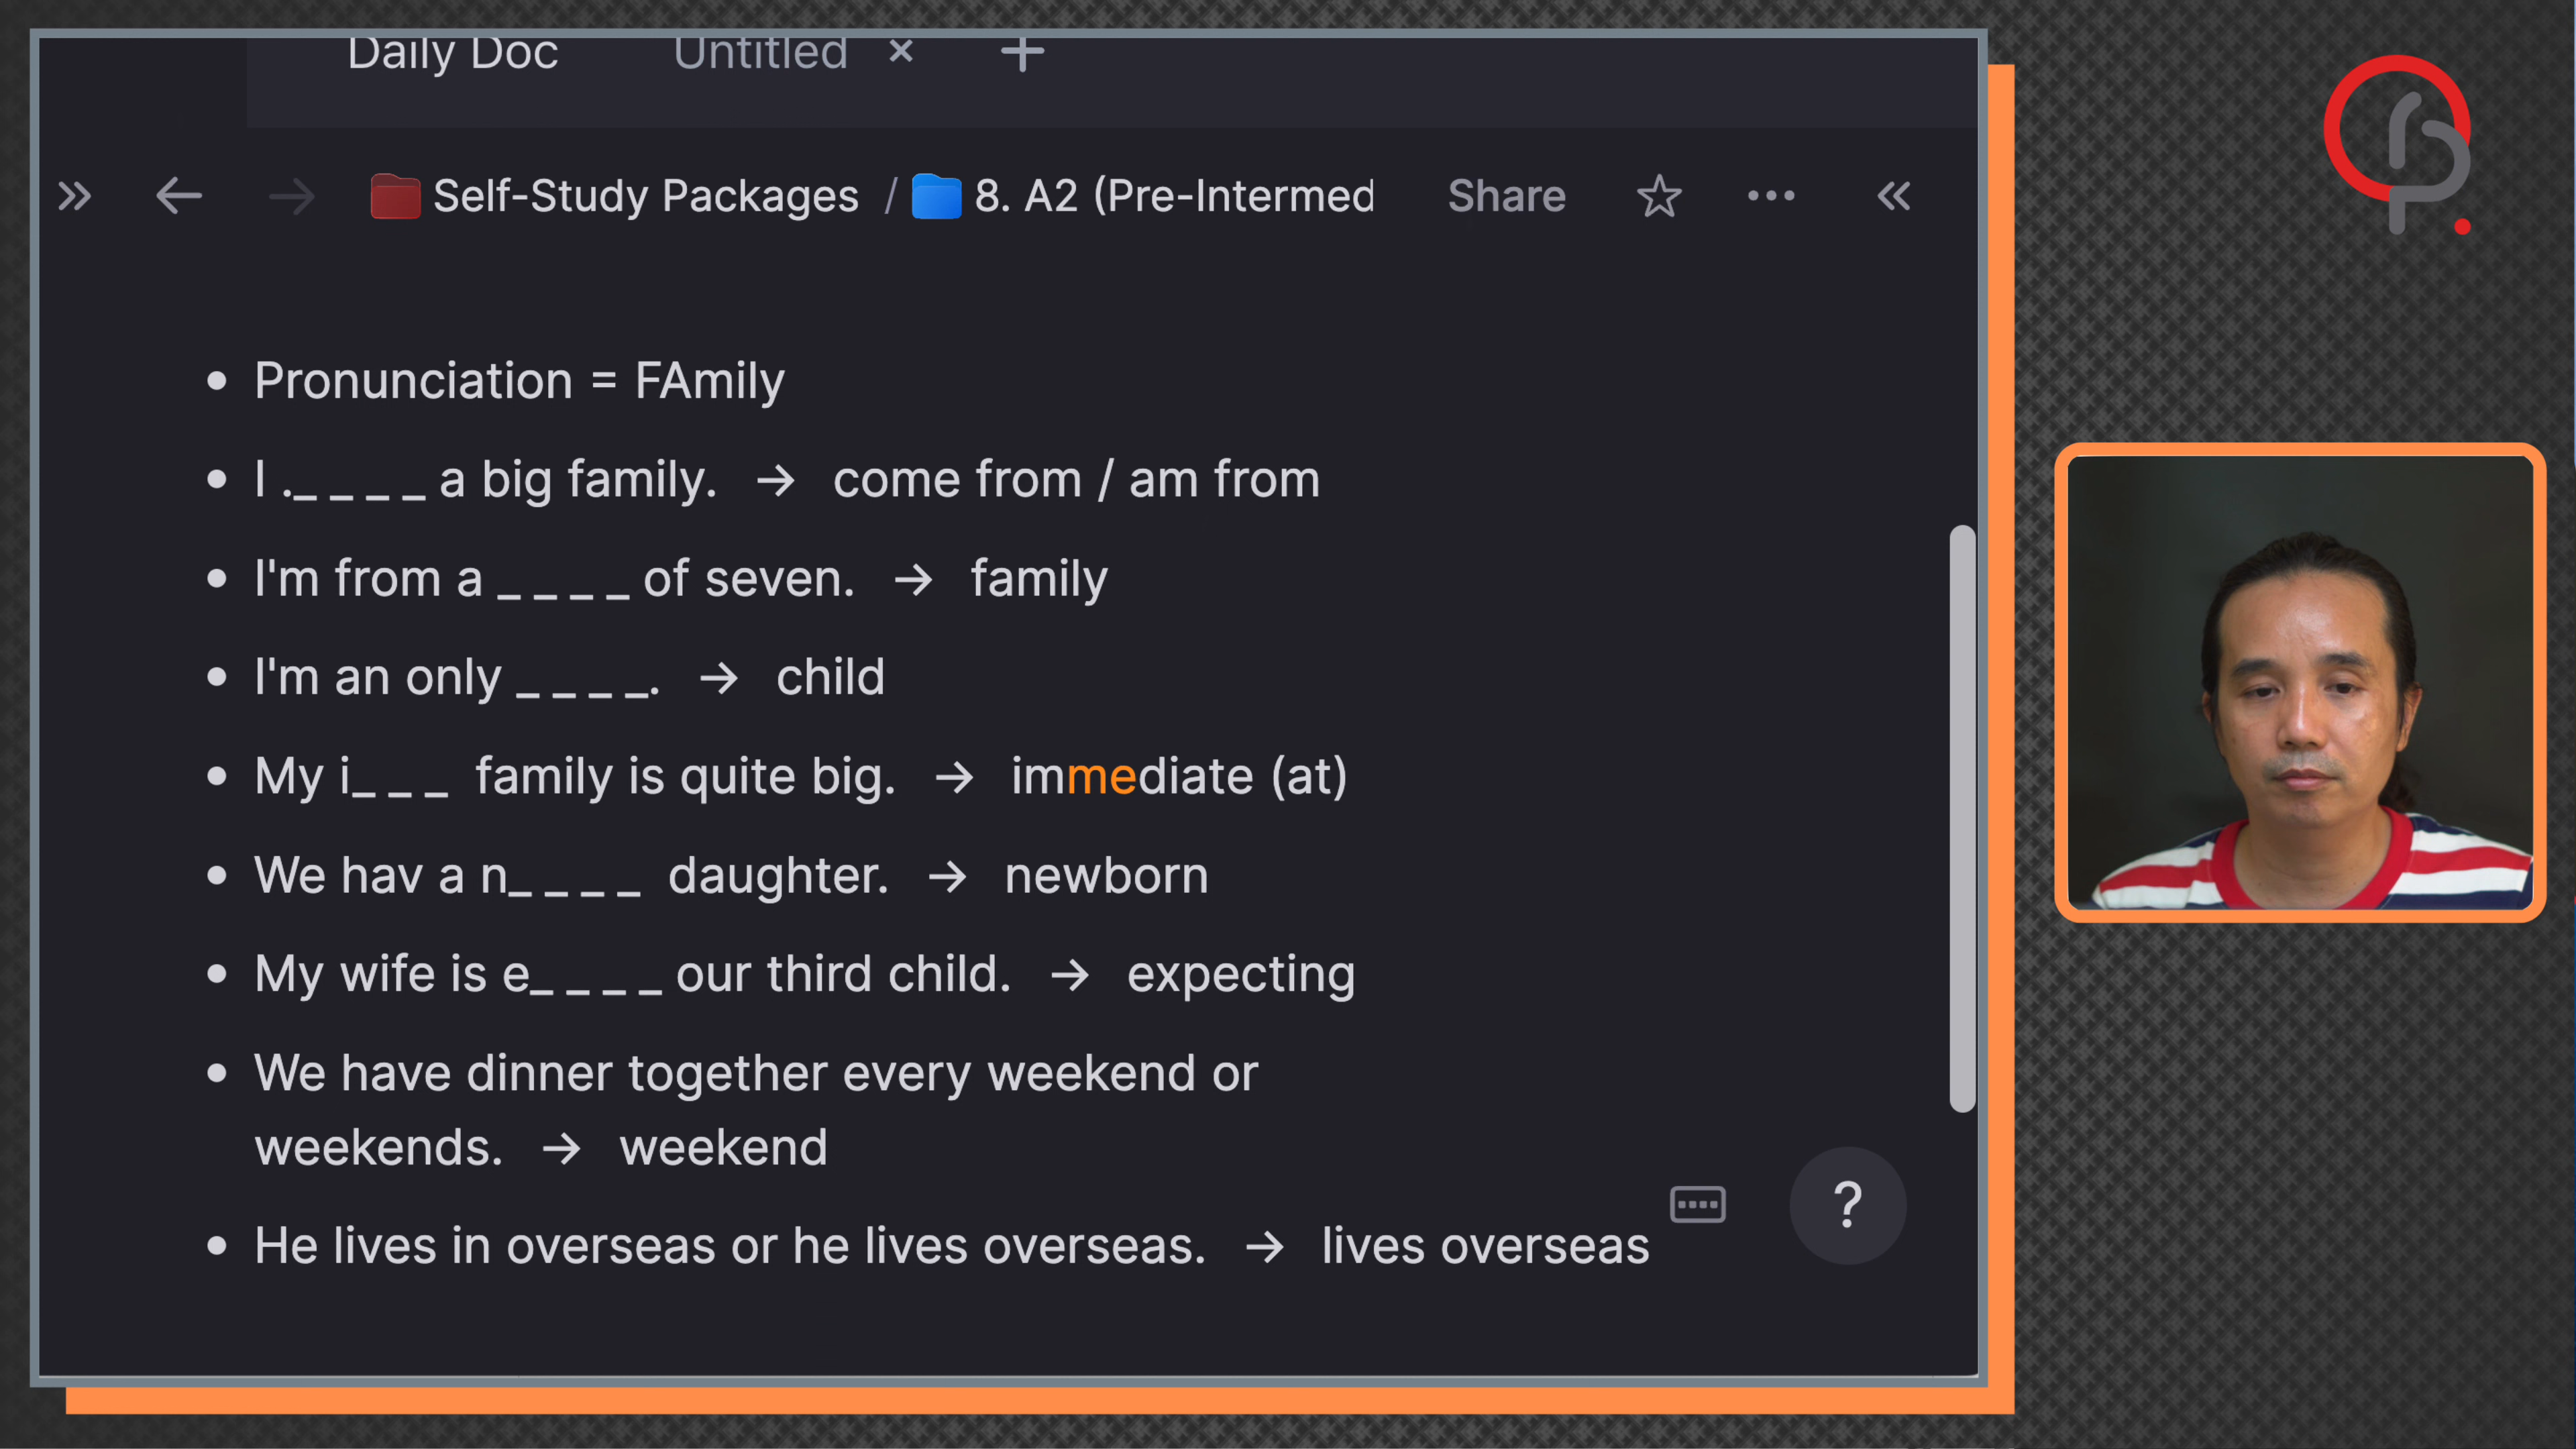 Daily Doc Untitled × +
Self-Study Packages / 8. A2 (Pre-Intermed Share
• Pronunciation = FAmily
• I ._ _ _ _ a big family. → come from / am from
• I'm from a _ _ _ _ of seven. → family
• I'm an only _ _ _ _. → child
• My i_ _ _ family is quite big. → immediate (at)
• We hav a n_ _ _ _ daughter. → newborn
• My wife is e_ _ _ _ our third child. → expecting
• We have dinner together every weekend or
weekends. → weekend
• He lives in overseas or he lives overseas. → lives overseas
?